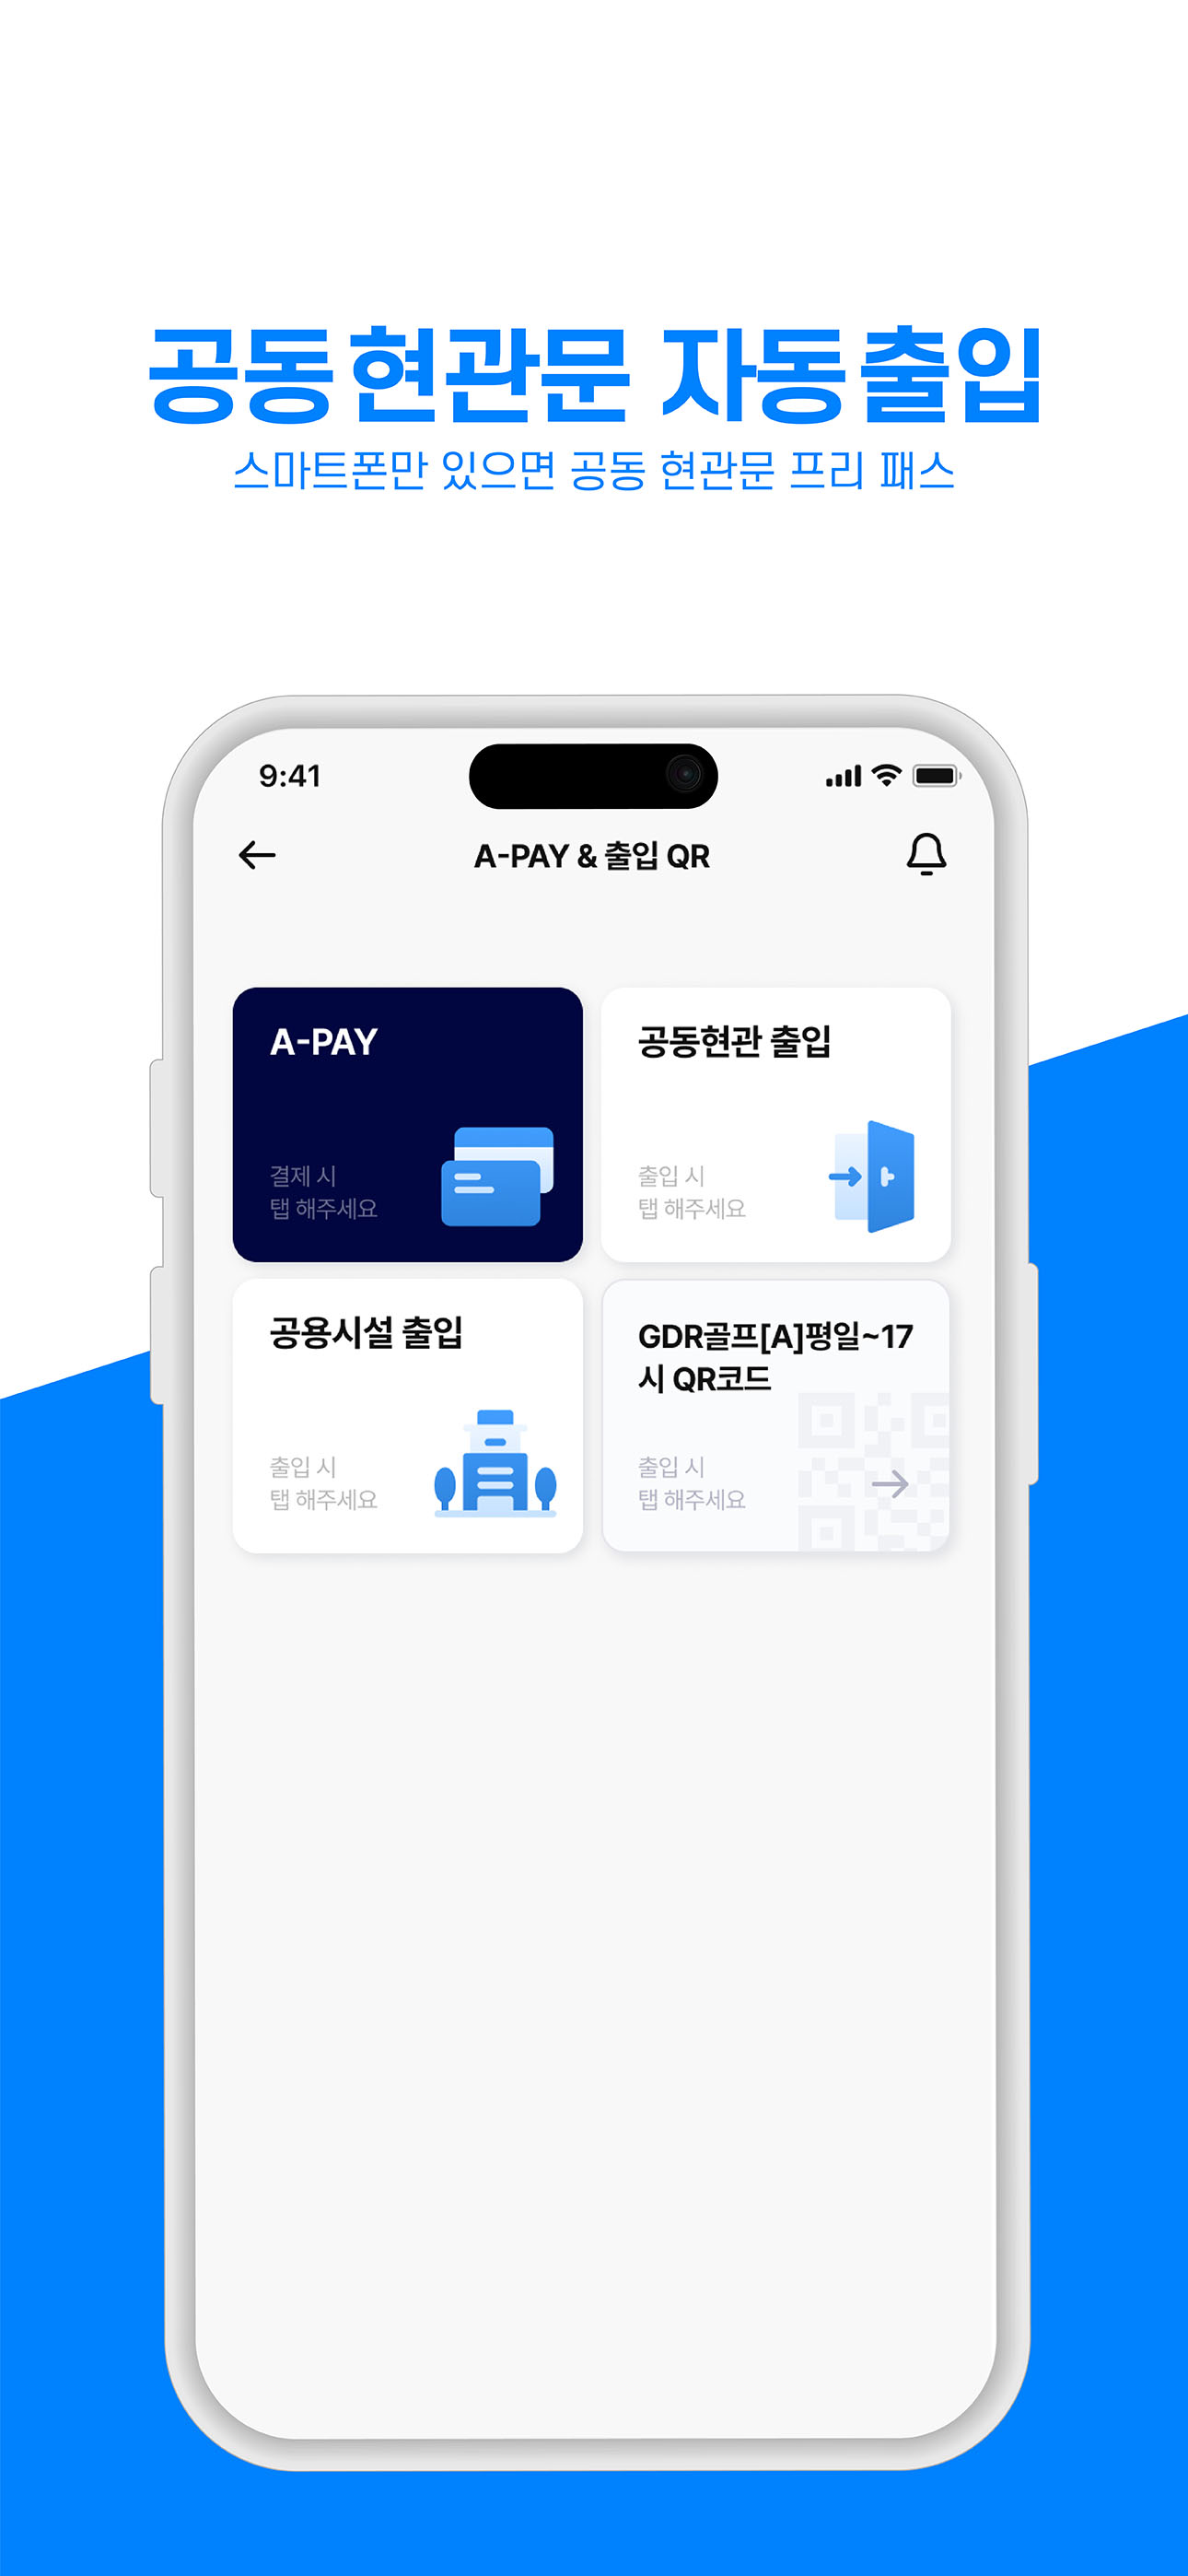 공동현관문 자동출입
스마트폰만 있으면 공동 현관문 프리 패스
9:41
A-PAY & 출입 QR
A-PAY
결제 시
탭 해주세요
공동현관 출입
출입 시
탭 해주세요
공용시설 출입
출입 시
탭 해주세요
GDR골프[A]평일~17
시 QR코드
출입 시
탭 해주세요